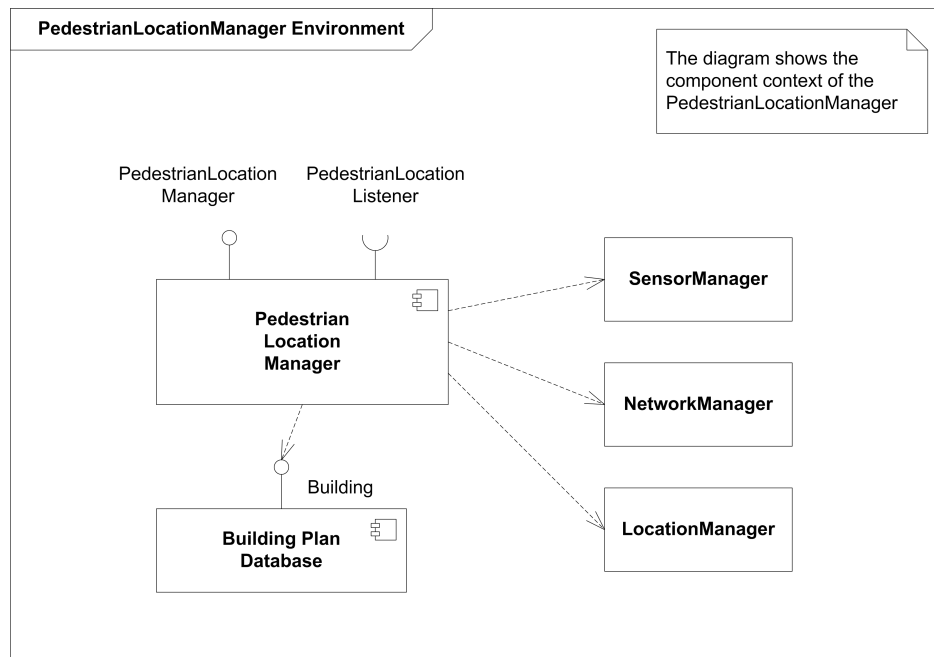 PedestrianLocationManager Environment
The diagram shows the
component context of the
PedestrianLocationManager
PedestrianLocation
Manager
PedestrianLocation
Listener
Pedestrian
Location
Manager
SensorManager
NetworkManager
LocationManager
Building
Building Plan
Database